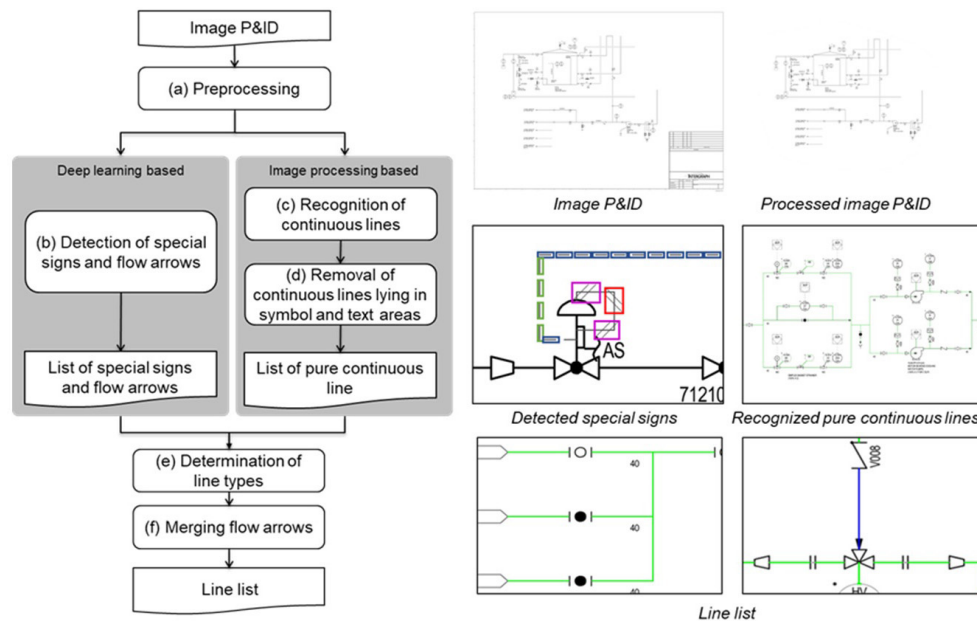 Image P&ID
(a) Preprocessing
Deep learning based
(b) Detection of special
signs and flow arrows
List of special signs
and flow arrows
Image processing based
(c) Recognition of
continuous lines
(d) Removal of
continuous lines lying in
symbol and text areas
List of pure continuous
line
(e) Determination of
line types
(f) Merging flow arrows
Line list
Image P&ID
Processed image P&ID
AS
71210
Detected special signs
Recognized pure continuous lines
40
40
40
V008
HV
Line list